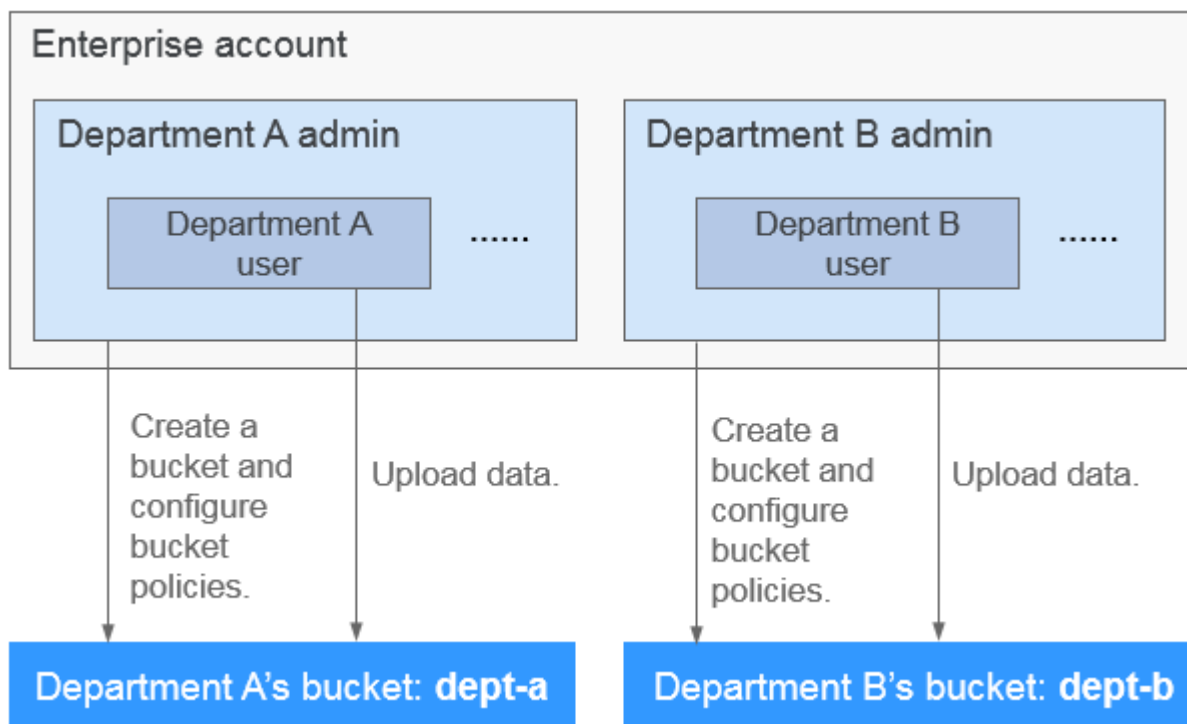 Enterprise account
Department A admin
Department A
user
......
Department B admin
Department B
user
......
Create a
bucket and
configure
bucket
policies.
Upload data.
Create a
bucket and
configure
bucket
policies.
Upload data.
Department A's bucket: dept-a
Department B's bucket: dept-b